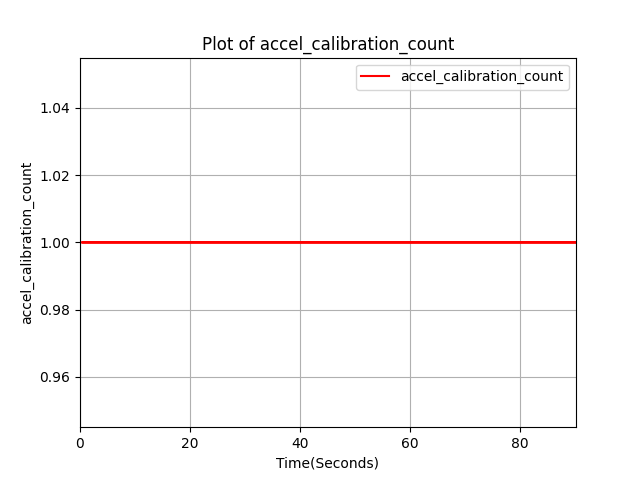 Plot of accel_calibration_count
accel_calibration_count
1.04
1.02
1.00
0.98
0.96
accel_calibration_count
0
20
40
60
80
Time(Seconds)